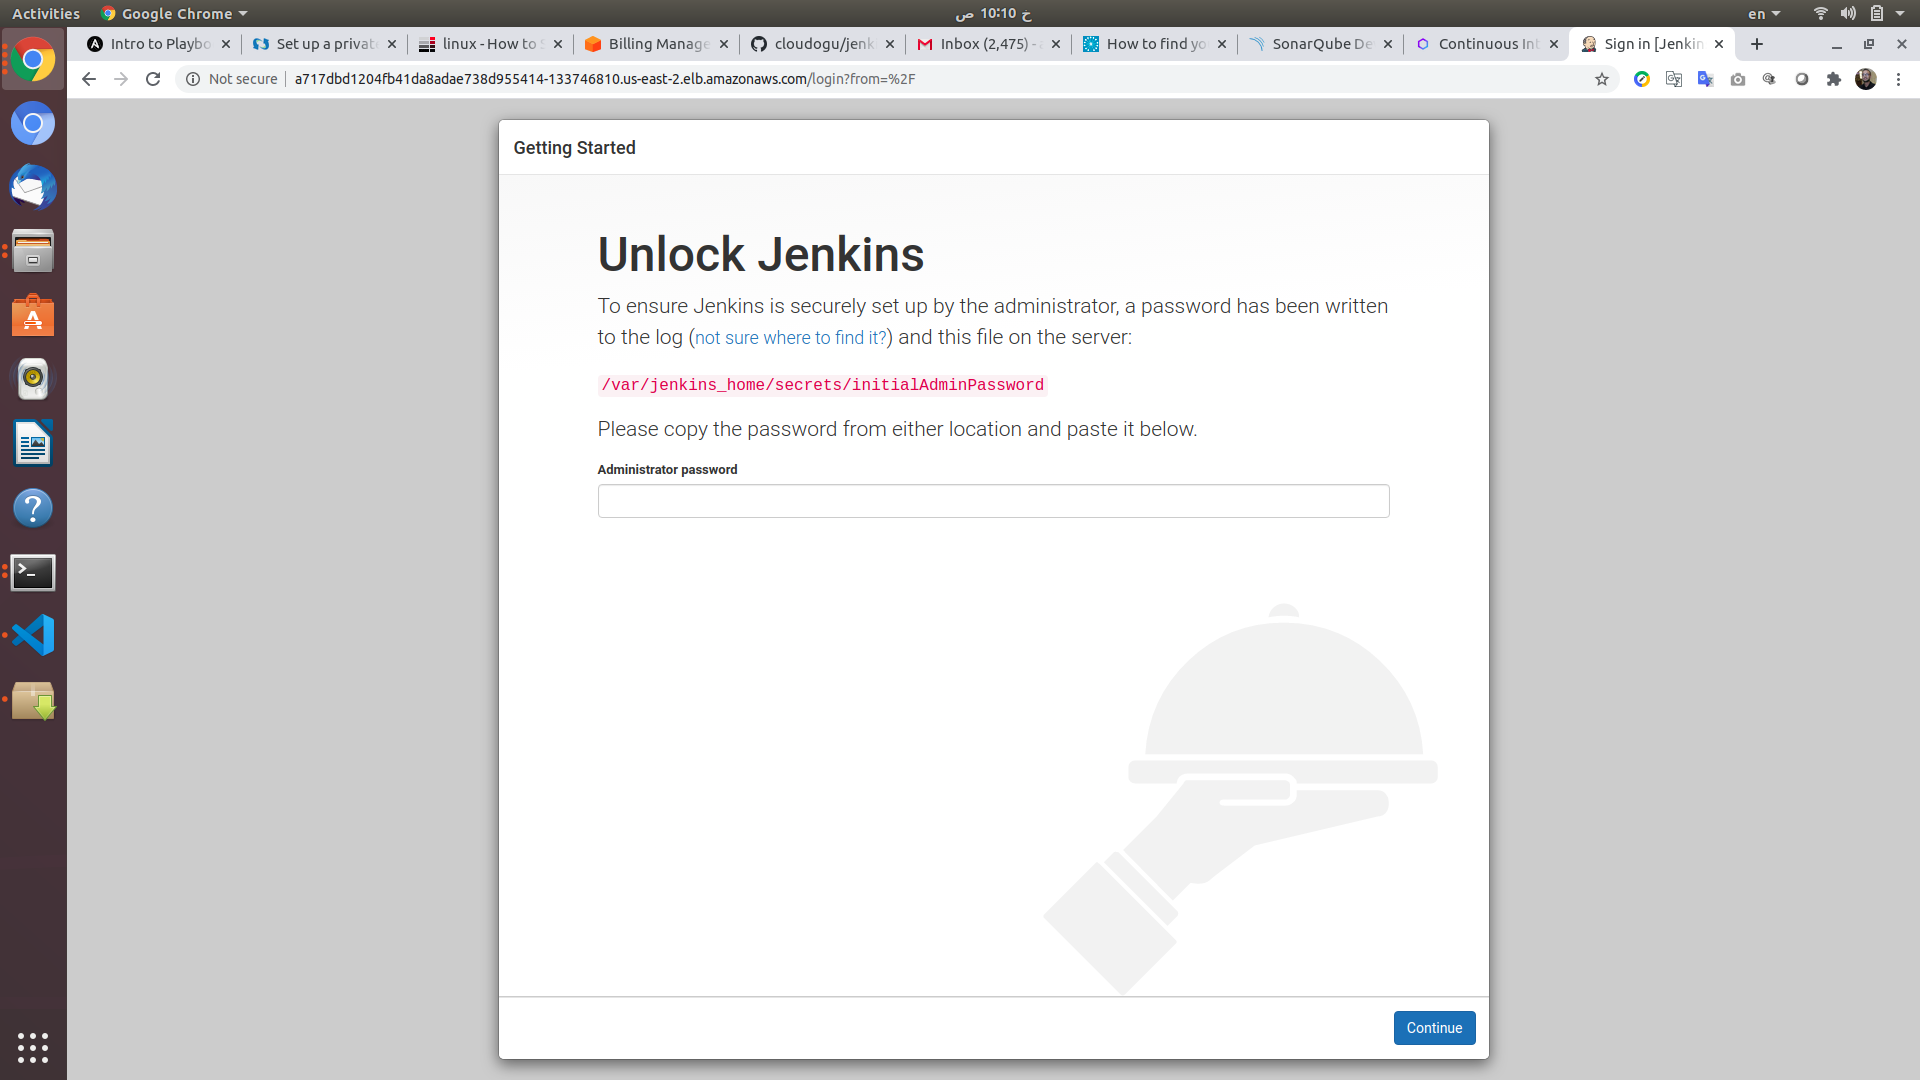 Activities
Google Chrome
خ 10:10 ص
en
Intro to Playbo
Set up a privat
linux - How to S
Billing Manage
cloudogu/jenk
Inbox (2,475) - a
How to find yo
SonarQube De
Continuous Int
Sign in [Jenkin
Not secure
a717dbd1204fb41da8adae738d955414-133746810.us-east-2.elb.amazonaws.com/login?from=%2F
Getting Started
Unlock Jenkins
To ensure Jenkins is securely set up by the administrator, a password has been written
to the log (not sure where to find it?) and this file on the server:
/var/jenkins_home/secrets/initialAdminPassword
Please copy the password from either location and paste it below.
Administrator password
Continue